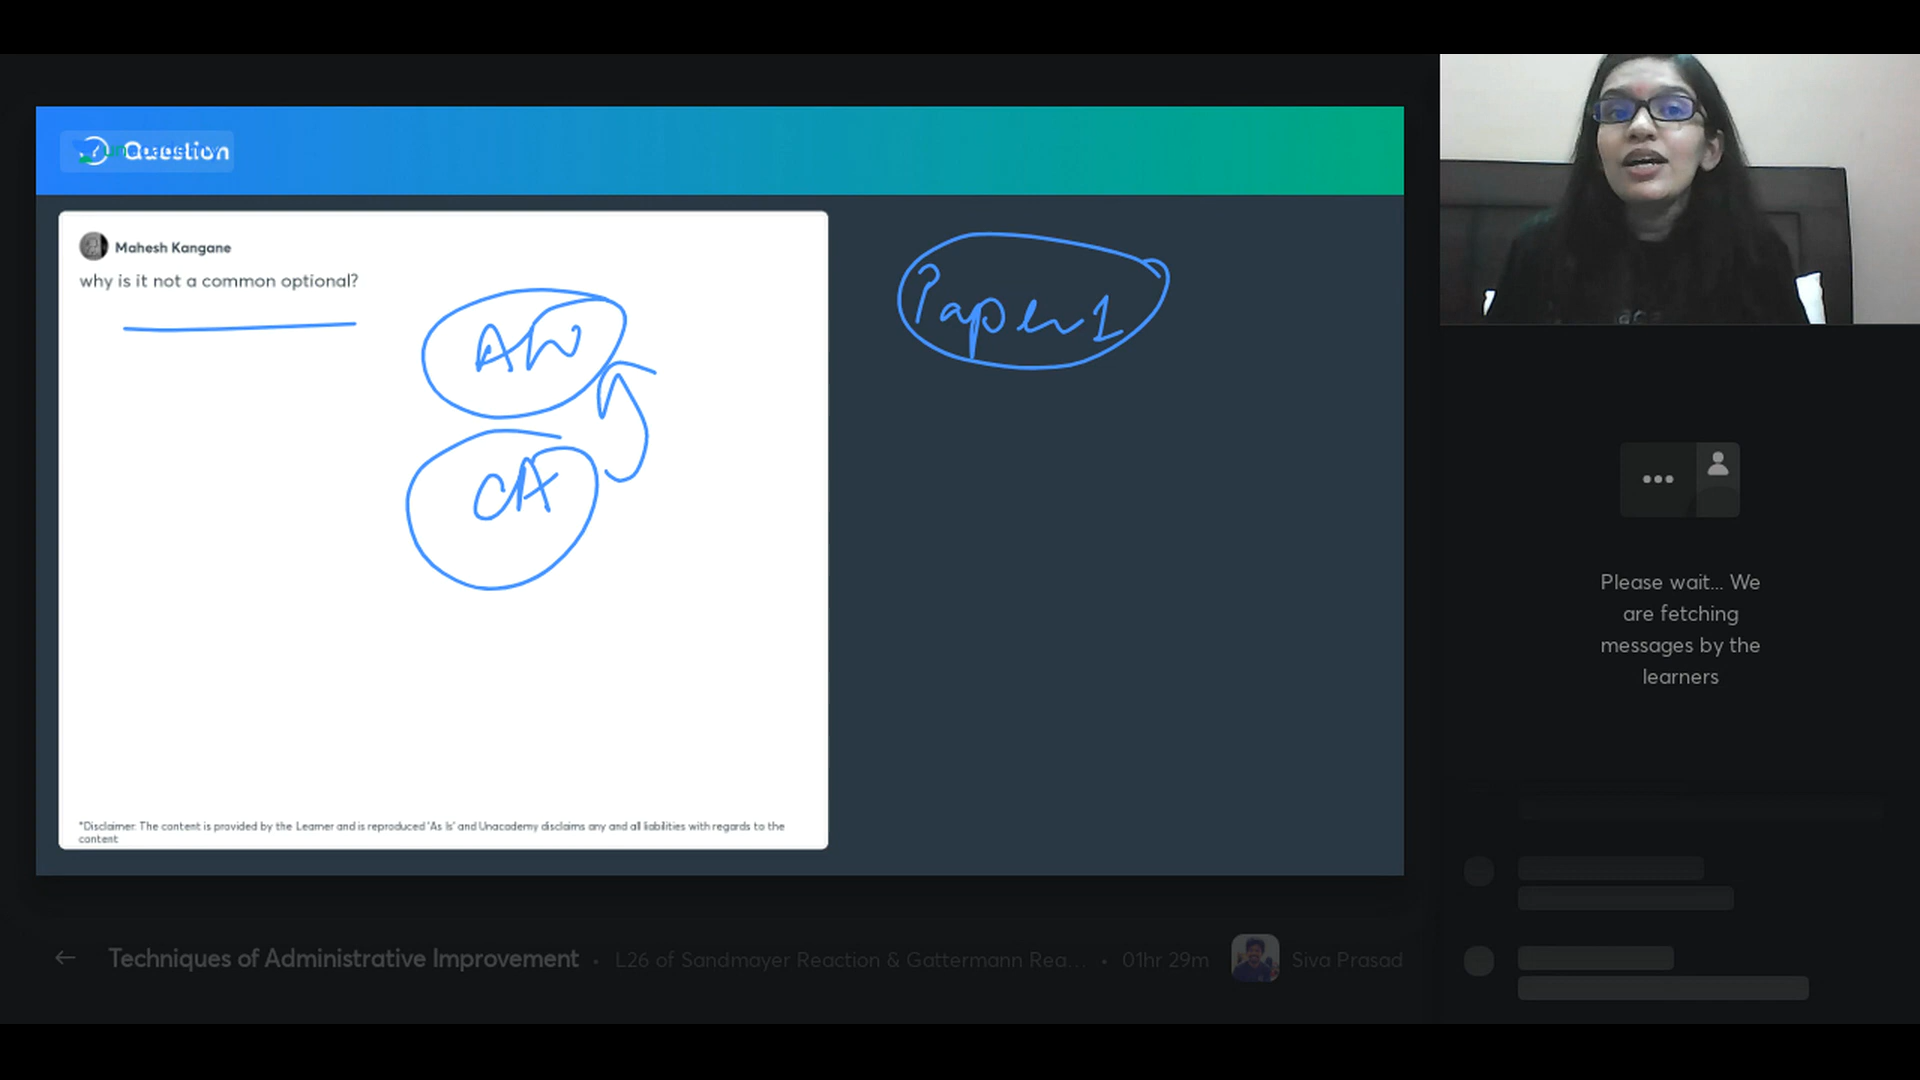 Question
Mahesh Kangane
why is it not a common optional?
AW
CA
Paper 1
*Disclaimer: The content is provided by the Learner and is reproduced 'As Is' and Unacademy disclaims any and all liabilities with regards to the
content
Please wait... We
are fetching
messages by the
learners
Techniques of Administrative Improvement • L26 of Sandmayer Reaction & Gattermann Rea... • 01hr 29m Siva Prasad